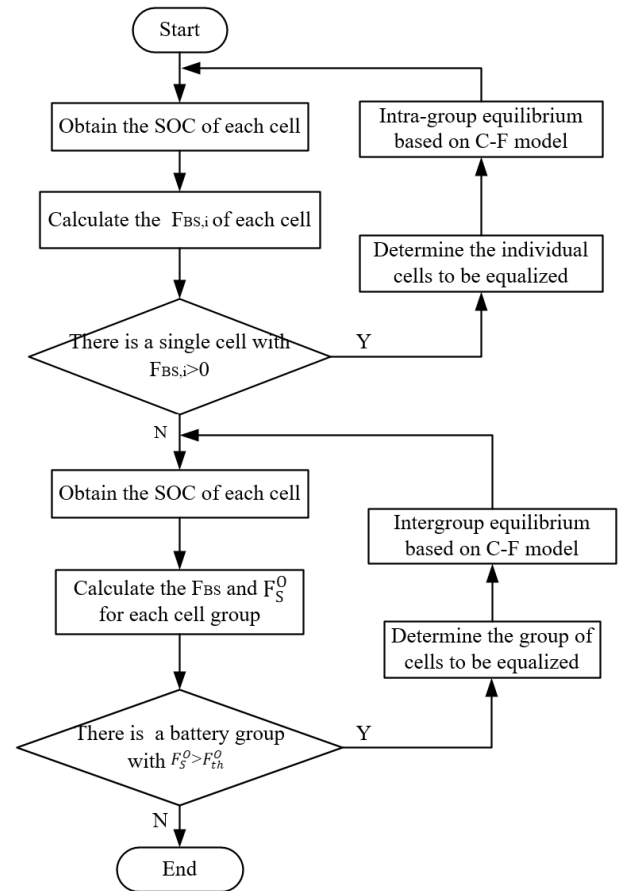 Start
Obtain the SOC of each cell
Calculate the FBS,i of each cell
There is a single cell with
FBS,i>0
Y
N
Determine the individual
cells to be equalized
Intra-group equilibrium
based on C-F model
Obtain the SOC of each cell
Calculate the FBS and F_S^O
for each cell group
There is a battery group
with F_S^O>F_th^O
Y
N
Determine the group of
cells to be equalized
Intergroup equilibrium
based on C-F model
End